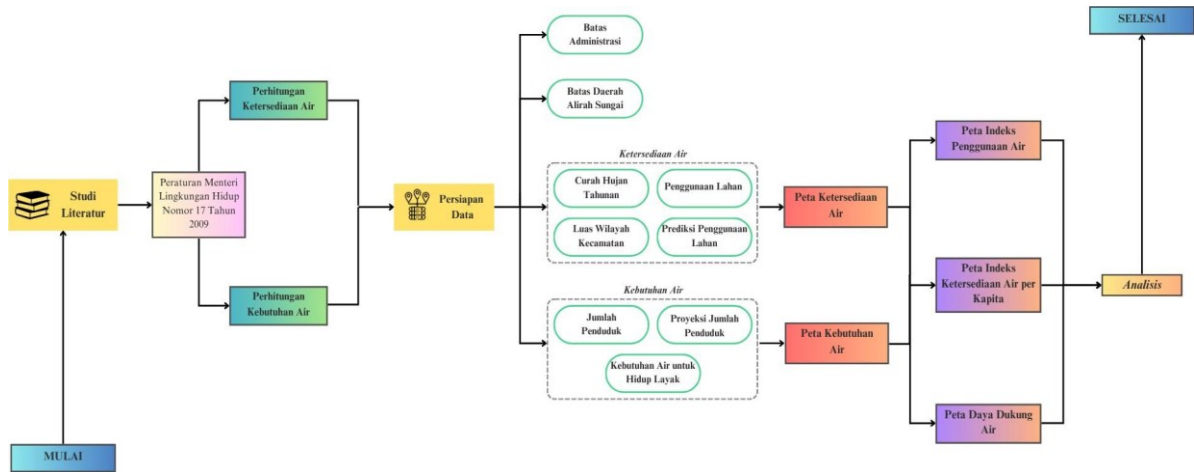 MULAI
Studi
Literatur
Peraturan Menteri
Lingkungan Hidup
Nomor 17 Tahun
2009
Perhitungan
Ketersediaan Air
Perhitungan
Kebutuhan Air
Persiapan
Data
Batas
Administrasi
Batas Daerah
Alirah Sungai
Ketersediaan Air
Curah Hujan
Tahunan
Penggunaan Lahan
Luas Wilayah
Kecamatan
Prediksi Penggunaan
Lahan
Kebutuhan Air
Jumlah
Penduduk
Proyeksi Jumlah
Penduduk
Kebutuhan Air untuk
Hidup Layak
Peta Ketersediaan
Air
Peta Kebutuhan
Air
Peta Indeks
Penggunaan Air
Peta Indeks
Ketersediaan Air per
Kapita
Peta Daya Dukung
Air
Analisis
SELESAI